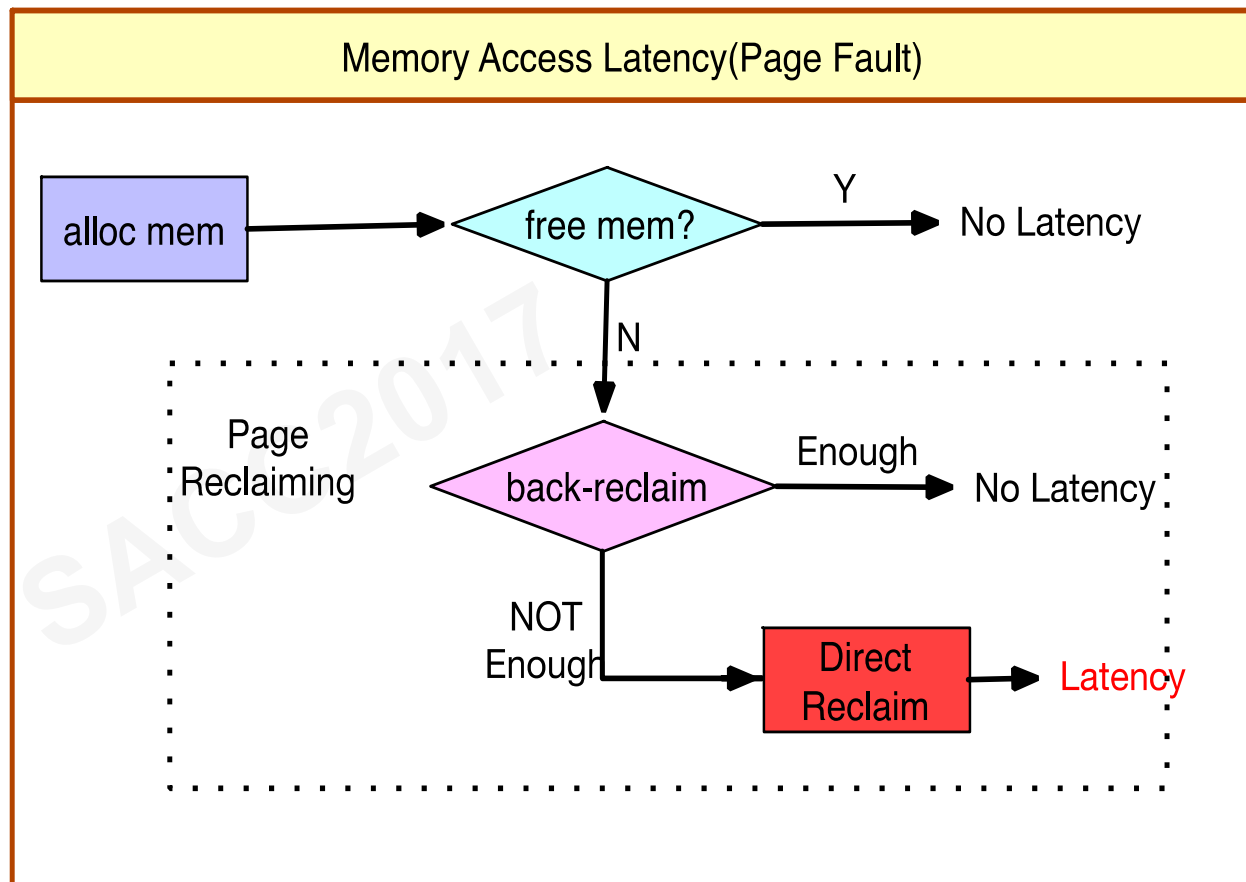 Memory Access Latency(Page Fault)
alloc mem
free mem?
Y
No Latency
N
Page
Reclaiming
back-reclaim
Enough
No Latency
NOT
Enough
Direct
Reclaim
Latency
SACC2017